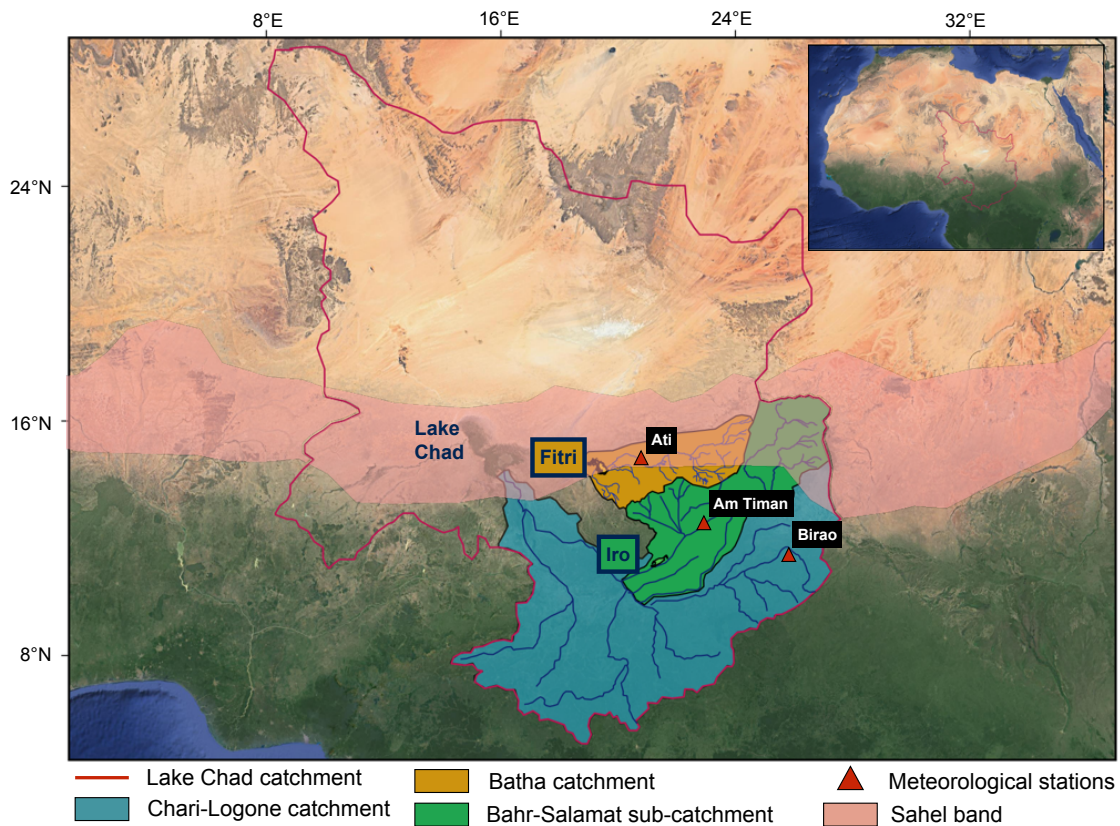 8°E 16°E 24°E 32°E
24°N
16°N
Lake
Chad
Fitri
Ati
Am Timan
Birao
Iro
8°N
Lake Chad catchment
Batha catchment
Meteorological stations
Chari-Logone catchment
Bahr-Salamat sub-catchment
Sahel band